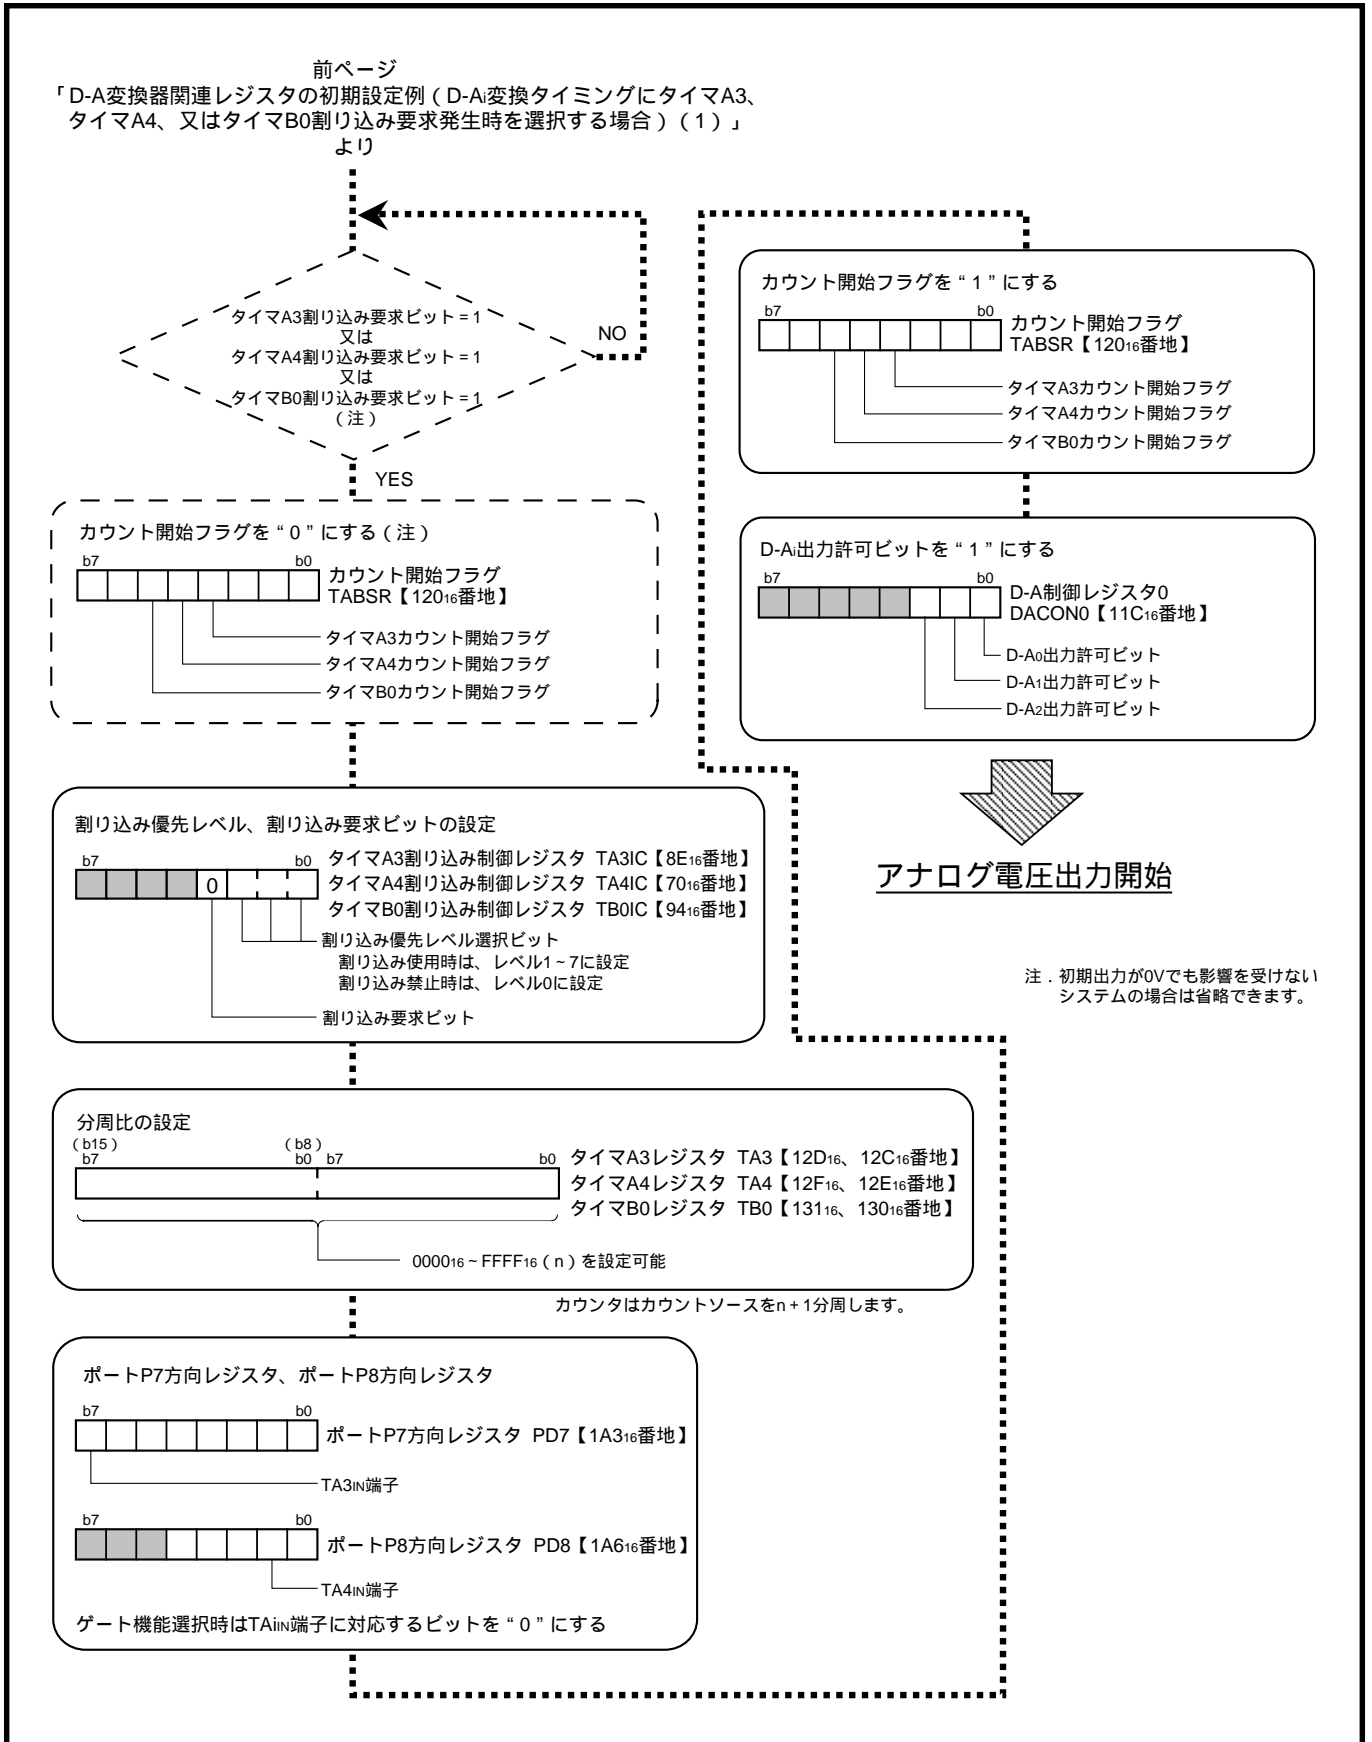 前ページ
「D-A変換器関連レジスタの初期設定例(D-Ai変換タイミングにタイマA3、
タイマA4、又はタイマB0割り込み要求発生時を選択する場合)(1)」
より
タイマA3割り込み要求ビット=1
又は
タイマA4割り込み要求ビット=1
又は
タイマB0割り込み要求ビット=1
(注)
NO
YES
カウント開始フラグを“0”にする(注)
b7 b0
カウント開始フラグ
TABSR【12016番地】
タイマA3カウント開始フラグ
タイマA4カウント開始フラグ
タイマB0カウント開始フラグ
割り込み優先レベル、割り込み要求ビットの設定
b7 b0
0
タイマA3割り込み制御レジスタ TA3IC【8E16番地】
タイマA4割り込み制御レジスタ TA4IC【7016番地】
タイマB0割り込み制御レジスタ TB0IC【9416番地】
割り込み優先レベル選択ビット
割り込み使用時は、レベル1~7に設定
割り込み禁止時は、レベル0に設定
割り込み要求ビット
分周比の設定
(b15) (b8)
b7 b0 b7 b0
タイマA3レジスタ TA3【12D16、12C16番地】
タイマA4レジスタ TA4【12F16、12E16番地】
タイマB0レジスタ TB0【13116、13016番地】
000016~FFFF16(n)を設定可能
カウンタはカウントソースをn+1分周します。
ポートP7方向レジスタ、ポートP8方向レジスタ
b7 b0
ポートP7方向レジスタ PD7【1A316番地】
TA3IN端子
b7 b0
ポートP8方向レジスタ PD8【1A616番地】
TA4IN端子
ゲート機能選択時はTAiIN端子に対応するビットを“0”にする
カウント開始フラグを“1”にする
b7 b0
カウント開始フラグ
TABSR【12016番地】
タイマA3カウント開始フラグ
タイマA4カウント開始フラグ
タイマB0カウント開始フラグ
D-Ai出力許可ビットを“1”にする
b7 b0
D-A制御レジスタ0
DACON0【11C16番地】
D-A0出力許可ビット
D-A1出力許可ビット
D-A2出力許可ビット
アナログ電圧出力開始
注.初期出力が0Vでも影響を受けない
システムの場合は省略できます。